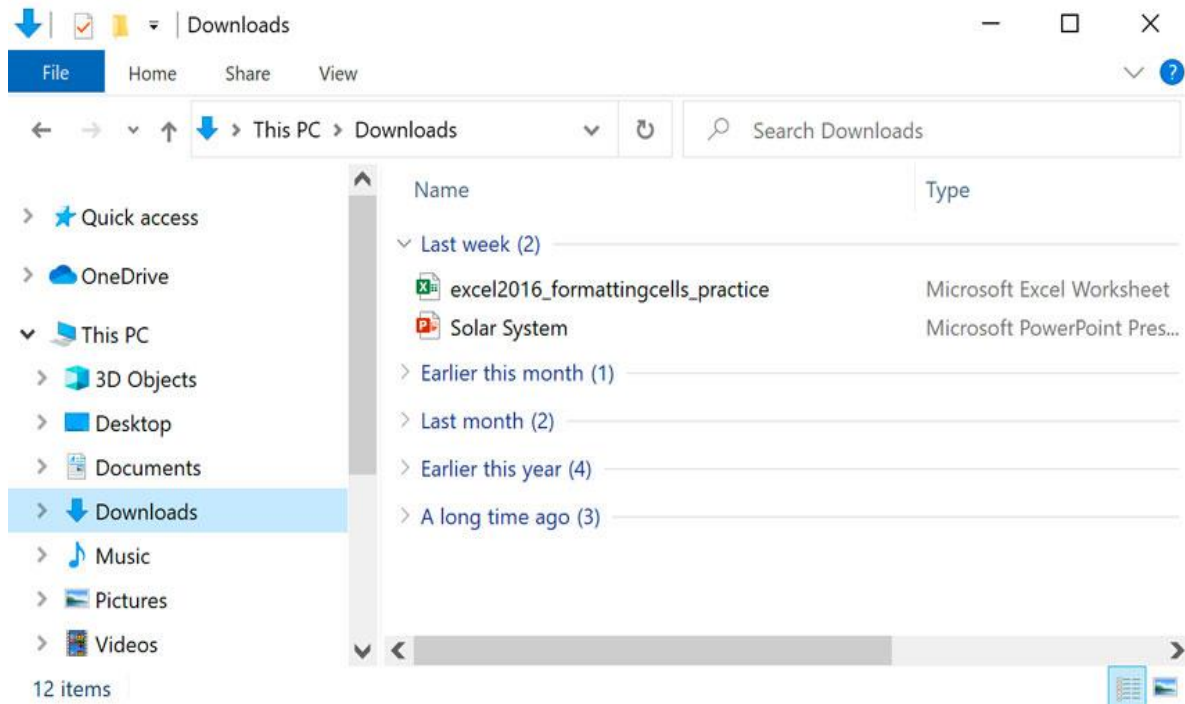 Downloads
File Home Share View
This PC > Downloads
Search Downloads
Name Type
Quick access
OneDrive
This PC
3D Objects
Desktop
Documents
Downloads
Music
Pictures
Videos
Last week (2)
excel2016_formattingcells_practice Microsoft Excel Worksheet
Solar System Microsoft PowerPoint Pres...
Earlier this month (1)
Last month (2)
Earlier this year (4)
A long time ago (3)
12 items